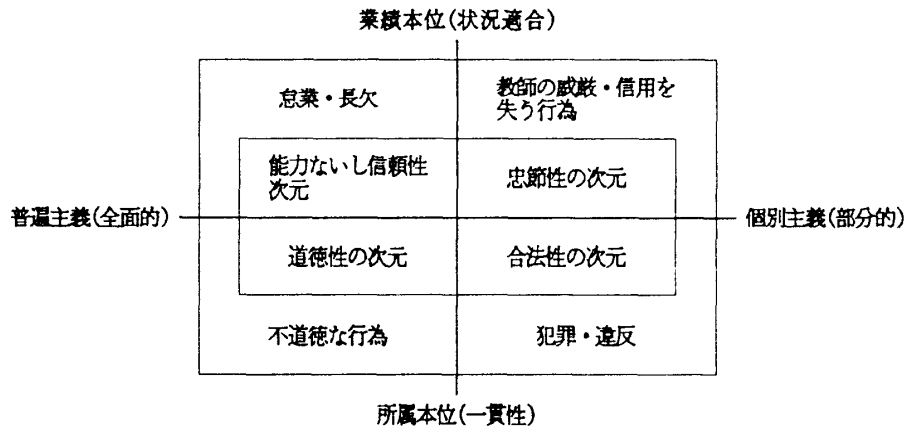 業績本位(状況適合)
怠業・長欠
教師の威厳・信用を
失う行為
能力ないし信頼性
次元
忠節性の次元
普遍主義(全面的)
個別主義(部分的)
道徳性の次元
合法性の次元
不道徳な行為
犯罪・違反
所属本位(一貫性)